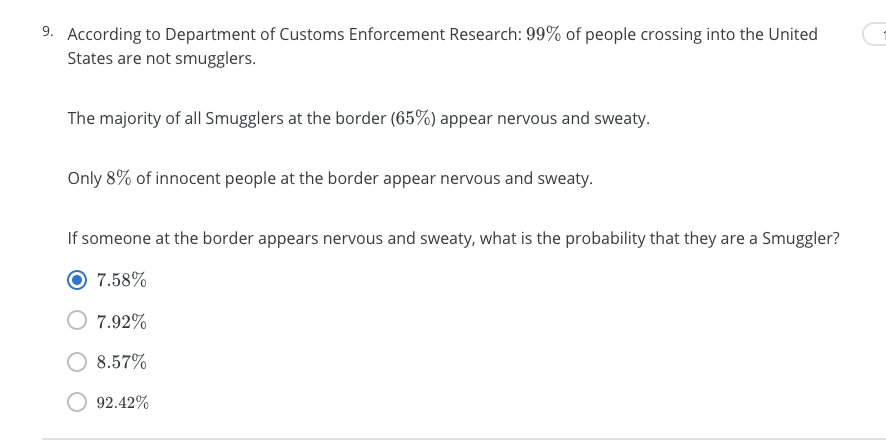 9. According to Department of Customs Enforcement Research: 99% of people crossing into the United
States are not smugglers.
The majority of all Smugglers at the border (65%) appear nervous and sweaty.
Only 8% of innocent people at the border appear nervous and sweaty.
If someone at the border appears nervous and sweaty, what is the probability that they are a Smuggler?
7.58%
7.92%
8.57%
92.42%